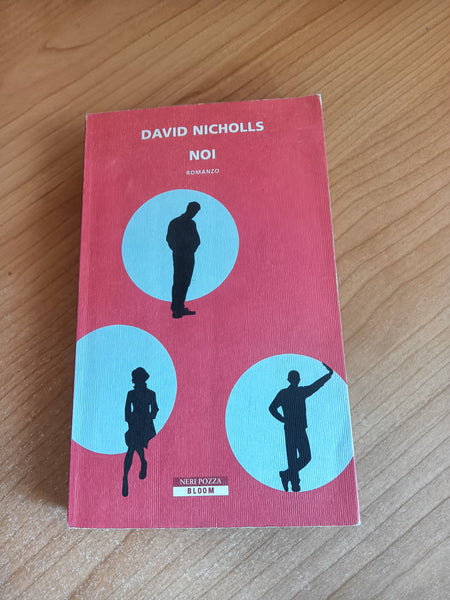 DAVID NICHOLLS
NOI
ROMANZO
NERI POZZA
BLOOM